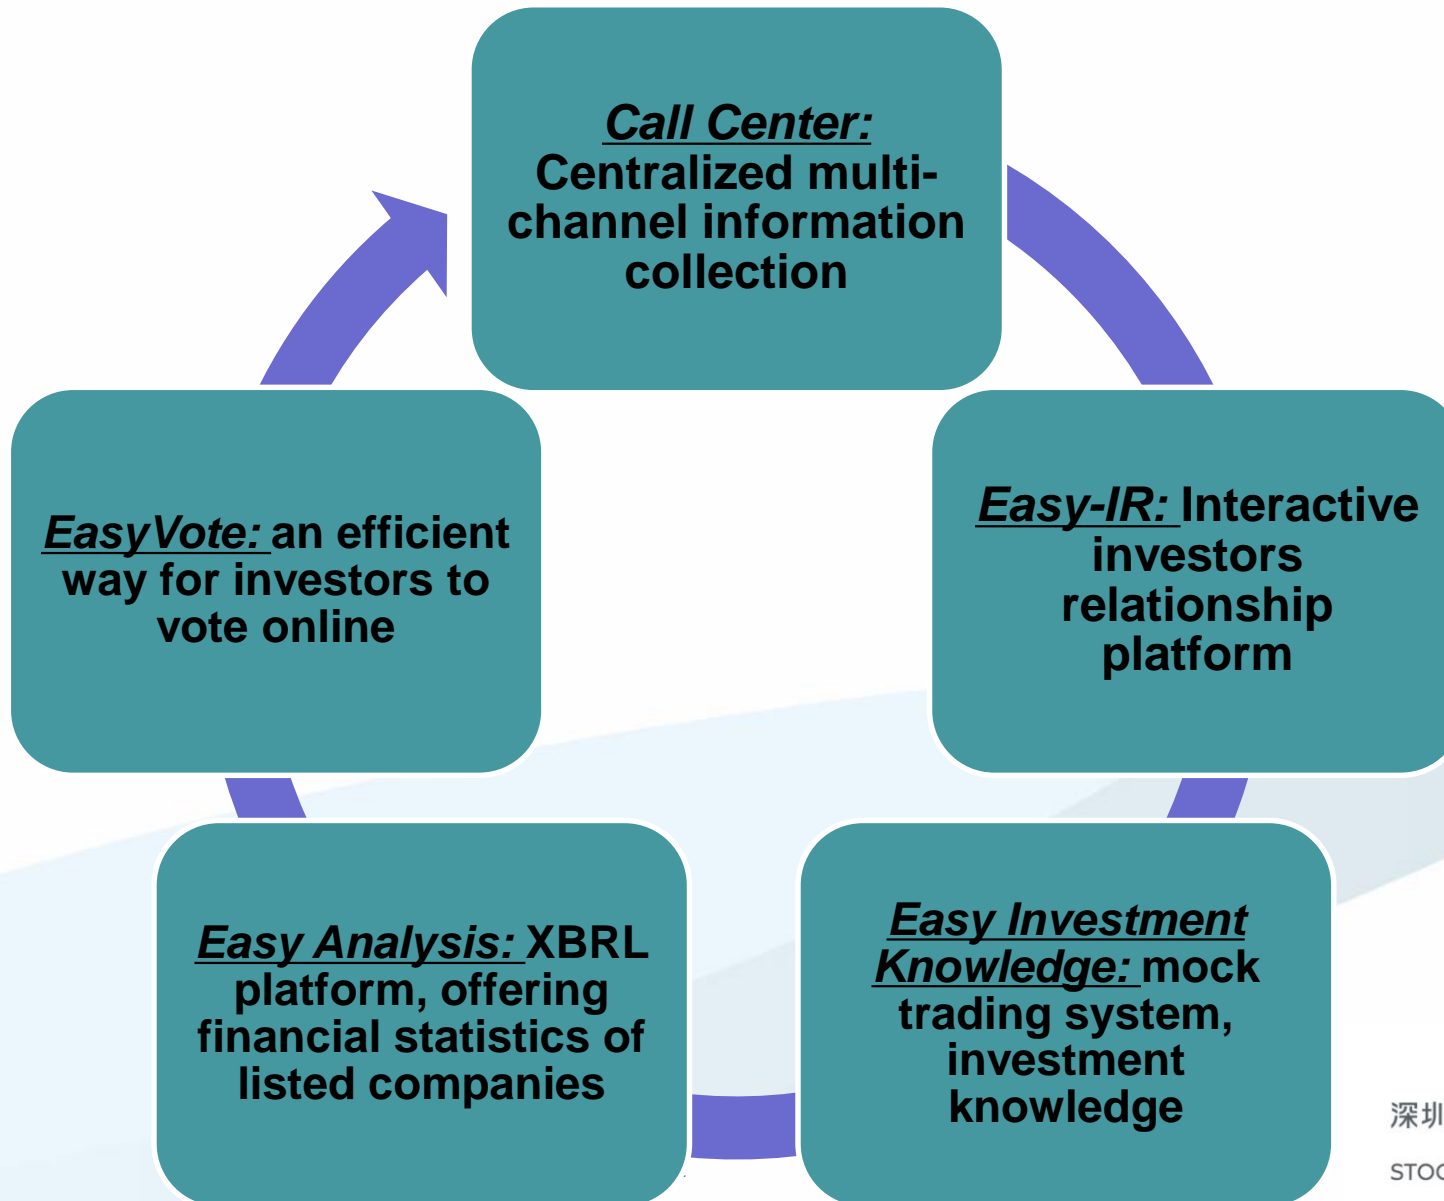 Call Center:
Centralized multi-
channel information
collection
Easy-IR: Interactive
investors
relationship
platform
Easy Investment
Knowledge: mock
trading system,
investment
knowledge
Easy Analysis: XBRL
platform, offering
financial statistics of
listed companies
EasyVote: an efficient
way for investors to
vote online
深圳